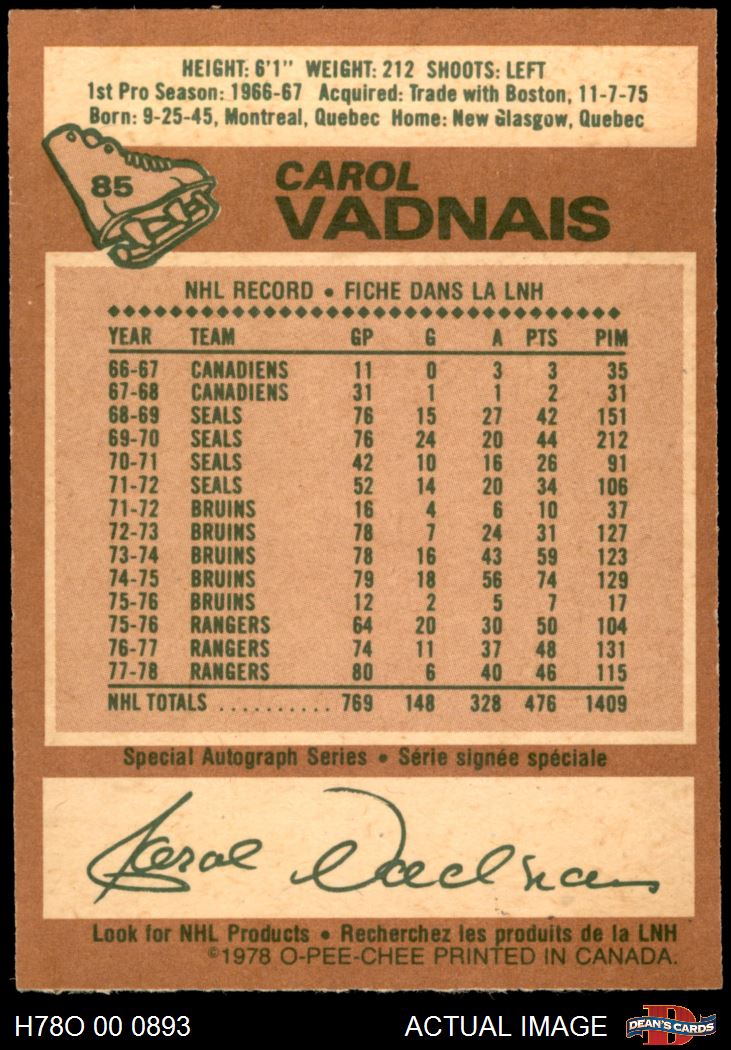 HEIGHT: 6'1" WEIGHT: 212 SHOOTS: LEFT
1st Pro Season: 1966-67 Acquired: Trade with Boston, 11-7-75
Born: 9-25-45, Montreal, Quebec Home: New Glasgow, Quebec
85
CAROL
VADNAIS
NHL RECORD • FICHE DANS LA LNH
YEAR TEAM GP G A PTS PIM
66-67 CANADIENS 11 0 3 3 35
67-68 CANADIENS 31 1 1 2 31
68-69 SEALS 76 15 27 42 151
69-70 SEALS 76 24 20 44 212
70-71 SEALS 42 10 16 26 91
71-72 SEALS 52 14 20 34 106
71-72 BRUINS 16 4 6 10 37
72-73 BRUINS 78 7 24 31 127
73-74 BRUINS 78 16 43 59 123
74-75 BRUINS 79 18 56 74 129
75-76 BRUINS 12 2 5 7 17
75-76 RANGERS 64 20 30 50 104
76-77 RANGERS 74 11 37 48 131
77-78 RANGERS 80 6 40 46 115
NHL TOTALS .......... 769 148 328 476 1409
Special Autograph Series • Série signée spéciale
Carol Vadnais
Look for NHL Products • Recherchez les produits de la LNH
©1978 O-PEE-CHEE PRINTED IN CANADA.
H78O 00 0893 ACTUAL IMAGE D DEAN'S CARDS